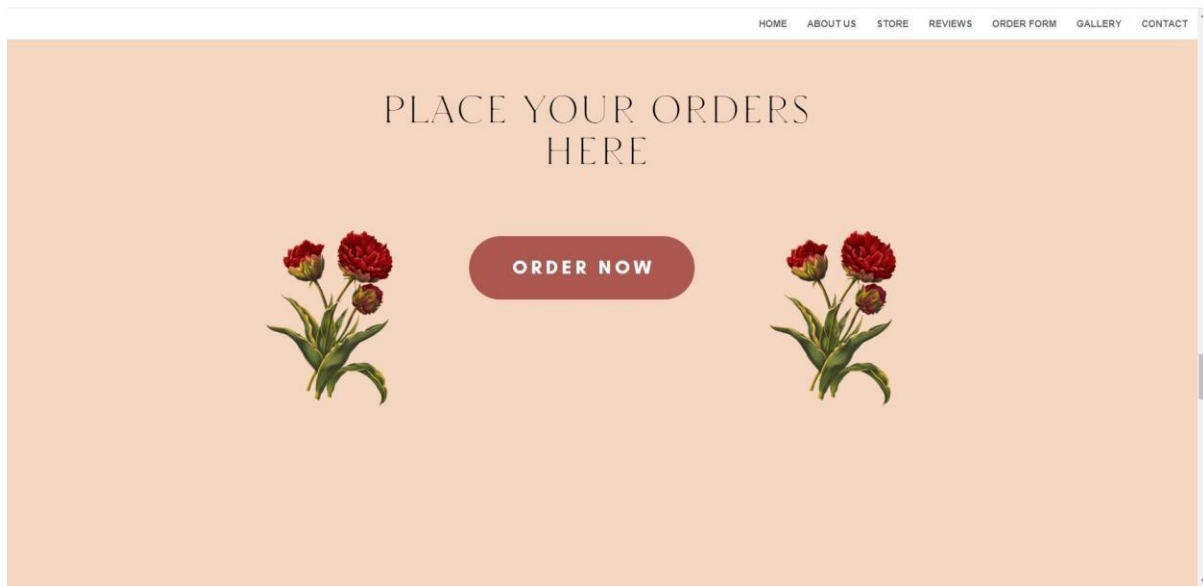 HOME ABOUT US STORE REVIEWS ORDER FORM GALLERY CONTACT
PLACE YOUR ORDERS
HERE
ORDER NOW